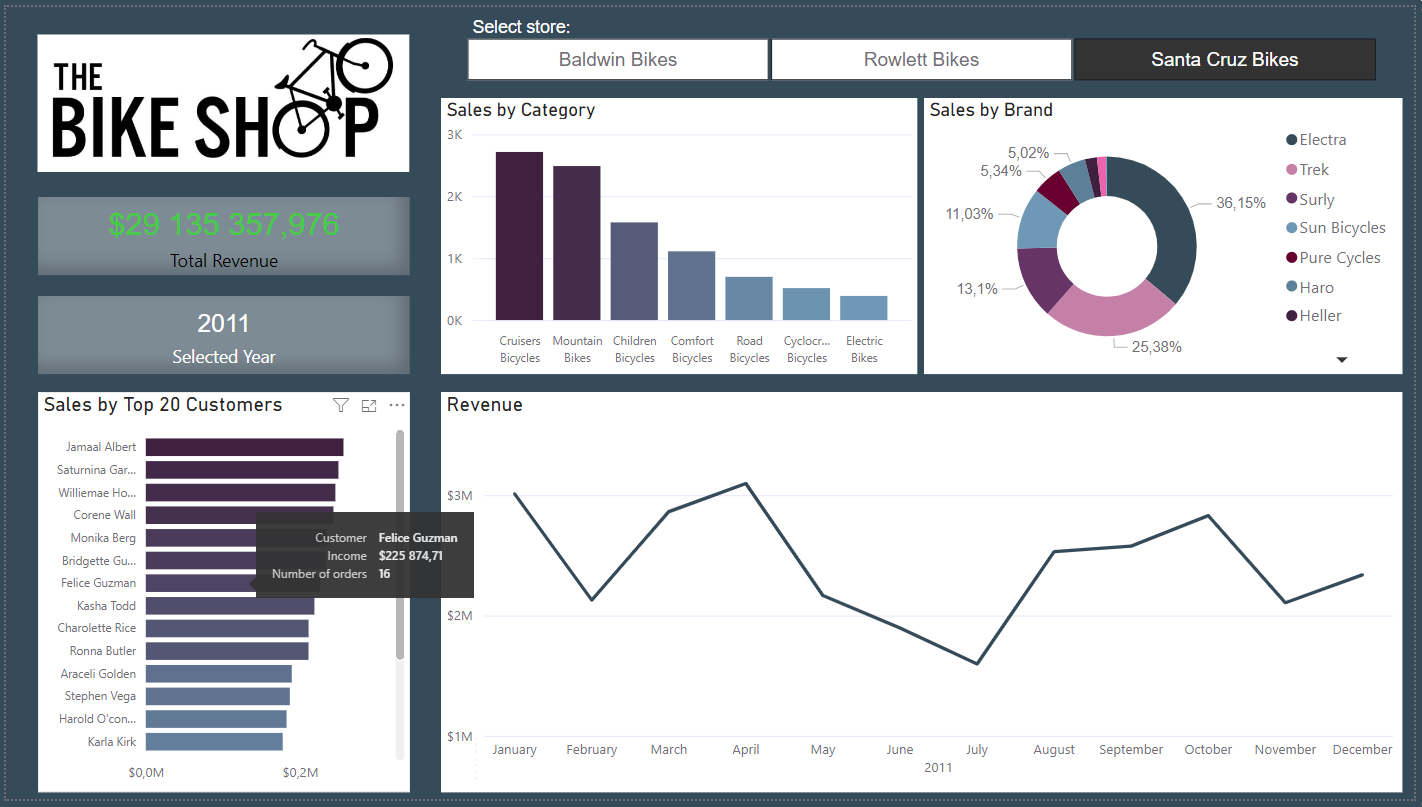 THE
BIKE SHOP
Select store:
Baldwin Bikes
Rowlett Bikes
Santa Cruz Bikes
$29 135 357,976
Total Revenue
2011
Selected Year
Sales by Category
3K
2K
1K
0K
Cruisers
Bicycles
Mountain
Bikes
Children
Bicycles
Comfort
Bicycles
Road
Bicycles
Cyclocr...
Bicycles
Electric
Bikes
Sales by Brand
5,02%
5,34%
11,03%
13,1%
25,38%
36,15%
Electra
Trek
Surly
Sun Bicycles
Pure Cycles
Haro
Heller
Sales by Top 20 Customers
Jamaal Albert
Saturnina Gar...
Williemae Ho...
Corene Wall
Monika Berg
Bridgette Gu...
Felice Guzman
Kasha Todd
Charolette Rice
Ronna Butler
Araceli Golden
Stephen Vega
Harold O'con...
Karla Kirk
$0,0M
$0,2M
Customer Felice Guzman
Income $225 874,71
Number of orders 16
Revenue
$3M
$2M
$1M
January
February
March
April
May
June
July
August
September
October
November
December
2011